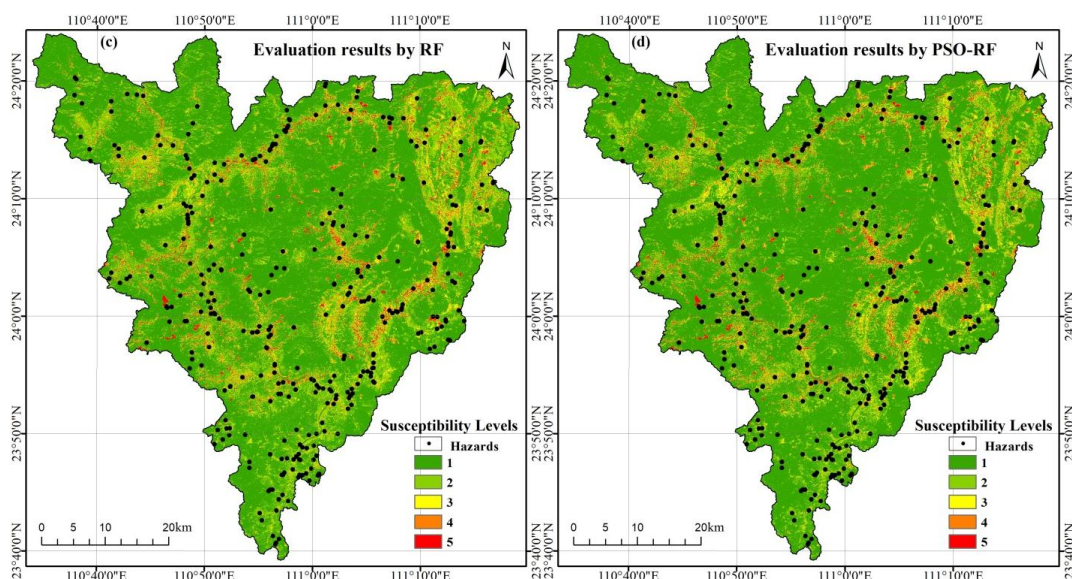 110°40'0"E 110°50'0"E 111°0'0"E 111°10'0"E
110°40'0"E 110°50'0"E 111°0'0"E 111°10'0"E
(c) Evaluation results by RF N
(d) Evaluation results by PSO-RF N
24°20'0"N 24°20'0"N 24°20'0"N 24°20'0"N
24°10'0"N 24°10'0"N 24°10'0"N 24°10'0"N
24°0'0"N 24°0'0"N 24°0'0"N 24°0'0"N
23°50'0"N 23°50'0"N 23°50'0"N 23°50'0"N
23°40'0"N 23°40'0"N 23°40'0"N 23°40'0"N
Susceptibility Levels
Hazards
1
2
3
4
5
0 5 10 20km
Susceptibility Levels
Hazards
1
2
3
4
5
0 5 10 20km
110°40'0"E 110°50'0"E 111°0'0"E 111°10'0"E
110°40'0"E 110°50'0"E 111°0'0"E 111°10'0"E